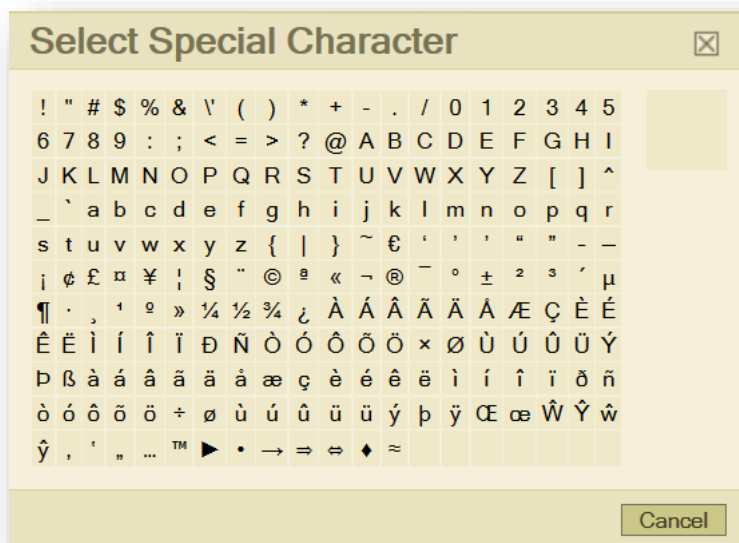 Select Special Character
! " # $ % & \' ( ) * + - . / 0 1 2 3 4 5
6 7 8 9 : ; < = > ? @ A B C D E F G H I
J K L M N O P Q R S T U V W X Y Z [ ] ^
_ ` a b c d e f g h i j k l m n o p q r
s t u v w x y z { | } ~ € ‘ ’ ’ “ ” – —
¡ ¢ £ ¤ ¥ ¦ § ¨ © ª « ¬ ® ¯ ° ± ² ³ ´ µ
¶ · ¸ ¹ º » ¼ ½ ¾ ¿ À Á Â Ã Ä Å Æ Ç È É
Ê Ë Ì Í Î Ï Ð Ñ Ò Ó Ô Õ Ö × Ø Ù Ú Û Ü Ý
Þ ß à á â ã ä å æ ç è é ê ë ì í î ï ð ñ
ò ó ô õ ö ÷ ø ù ú û ü ü ý þ ÿ Œ œ Ŵ Ŷ ŵ
ŷ ‚ ‛ „ … ™ ► • → ⇒ ⇔ ♦ ≈
Cancel